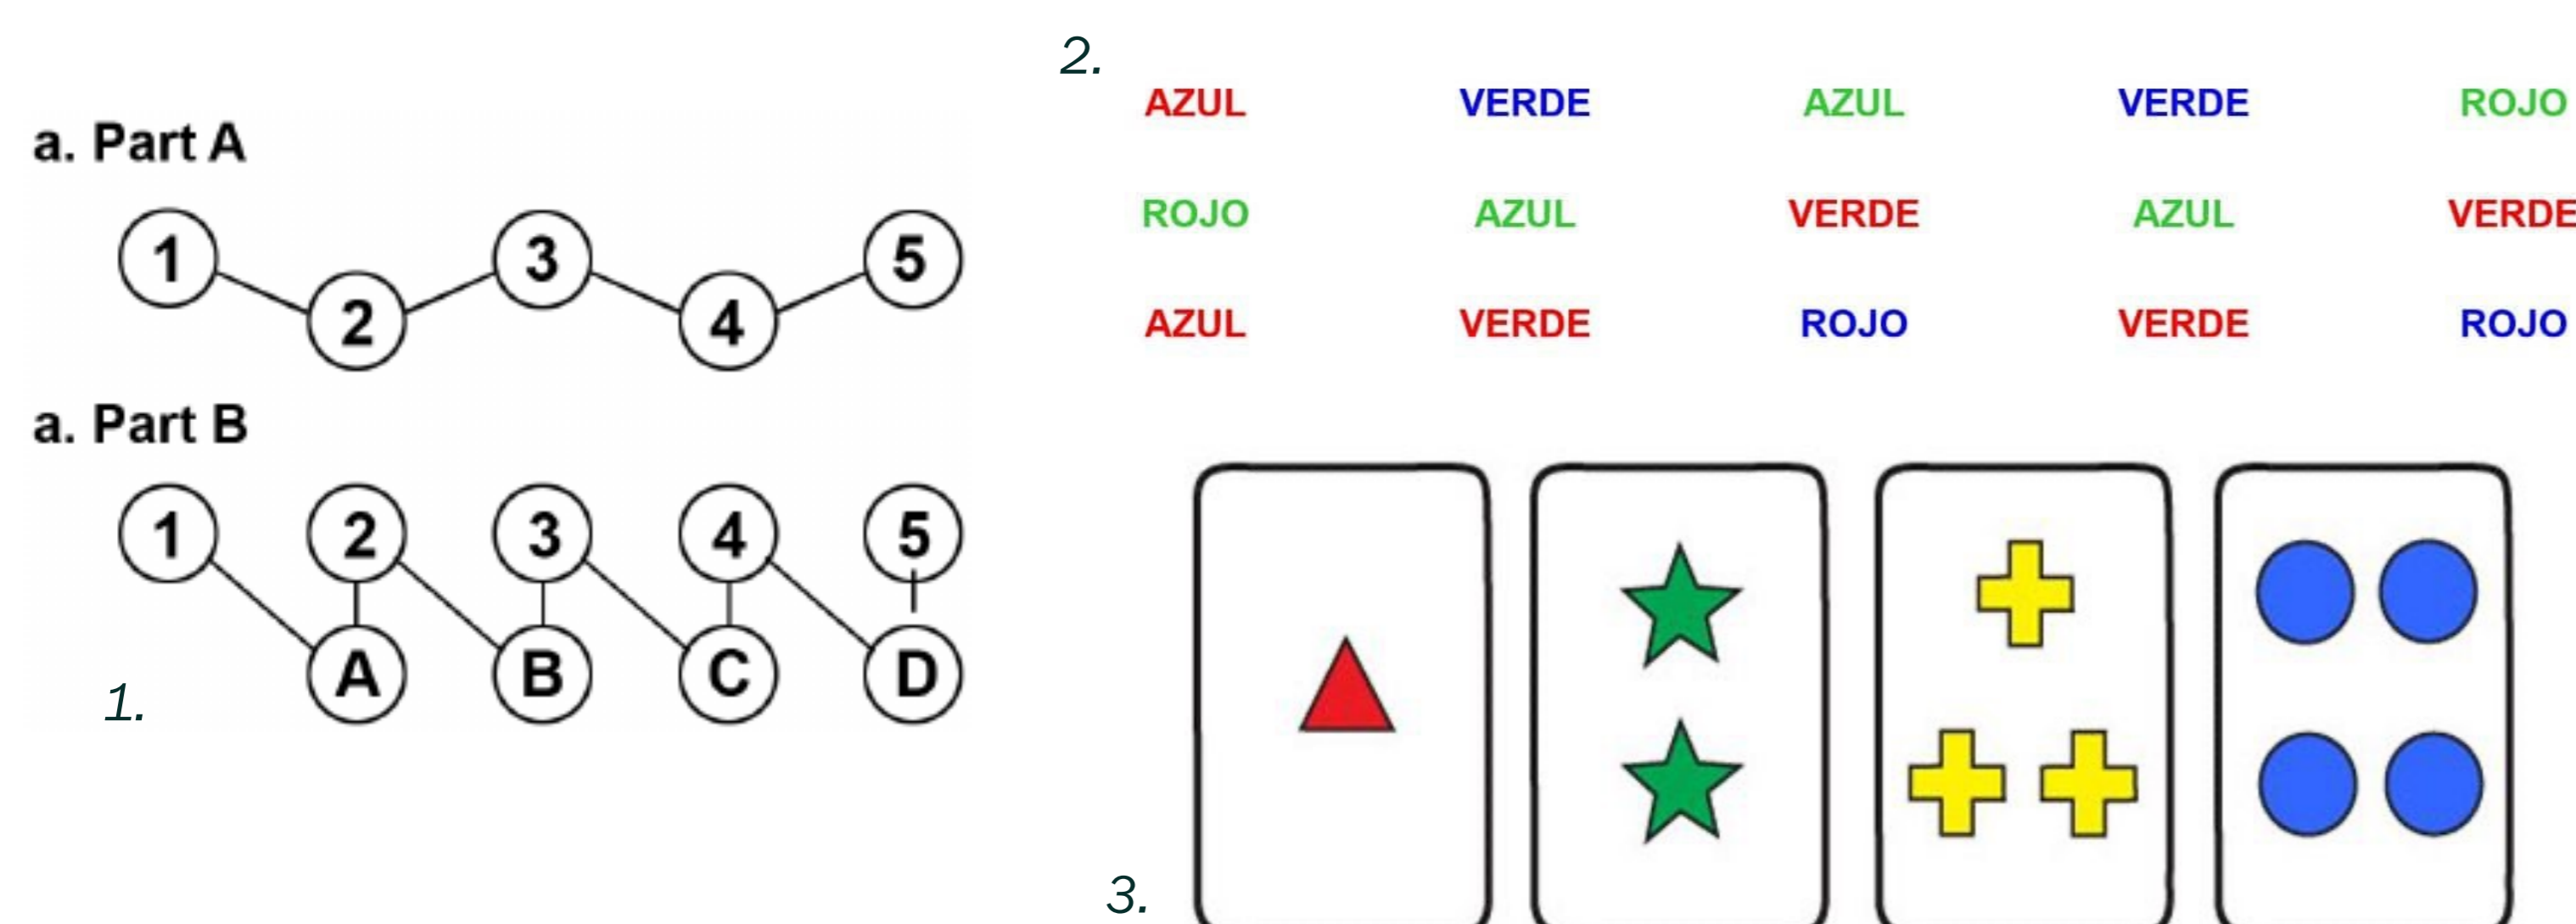 a. Part A
1 2 3 4 5
a. Part B
1 2 3 4 5
A B C D
1.
2.
AZUL VERDE AZUL VERDE ROJO
ROJO AZUL VERDE AZUL VERDE
AZUL VERDE ROJO VERDE ROJO
3.